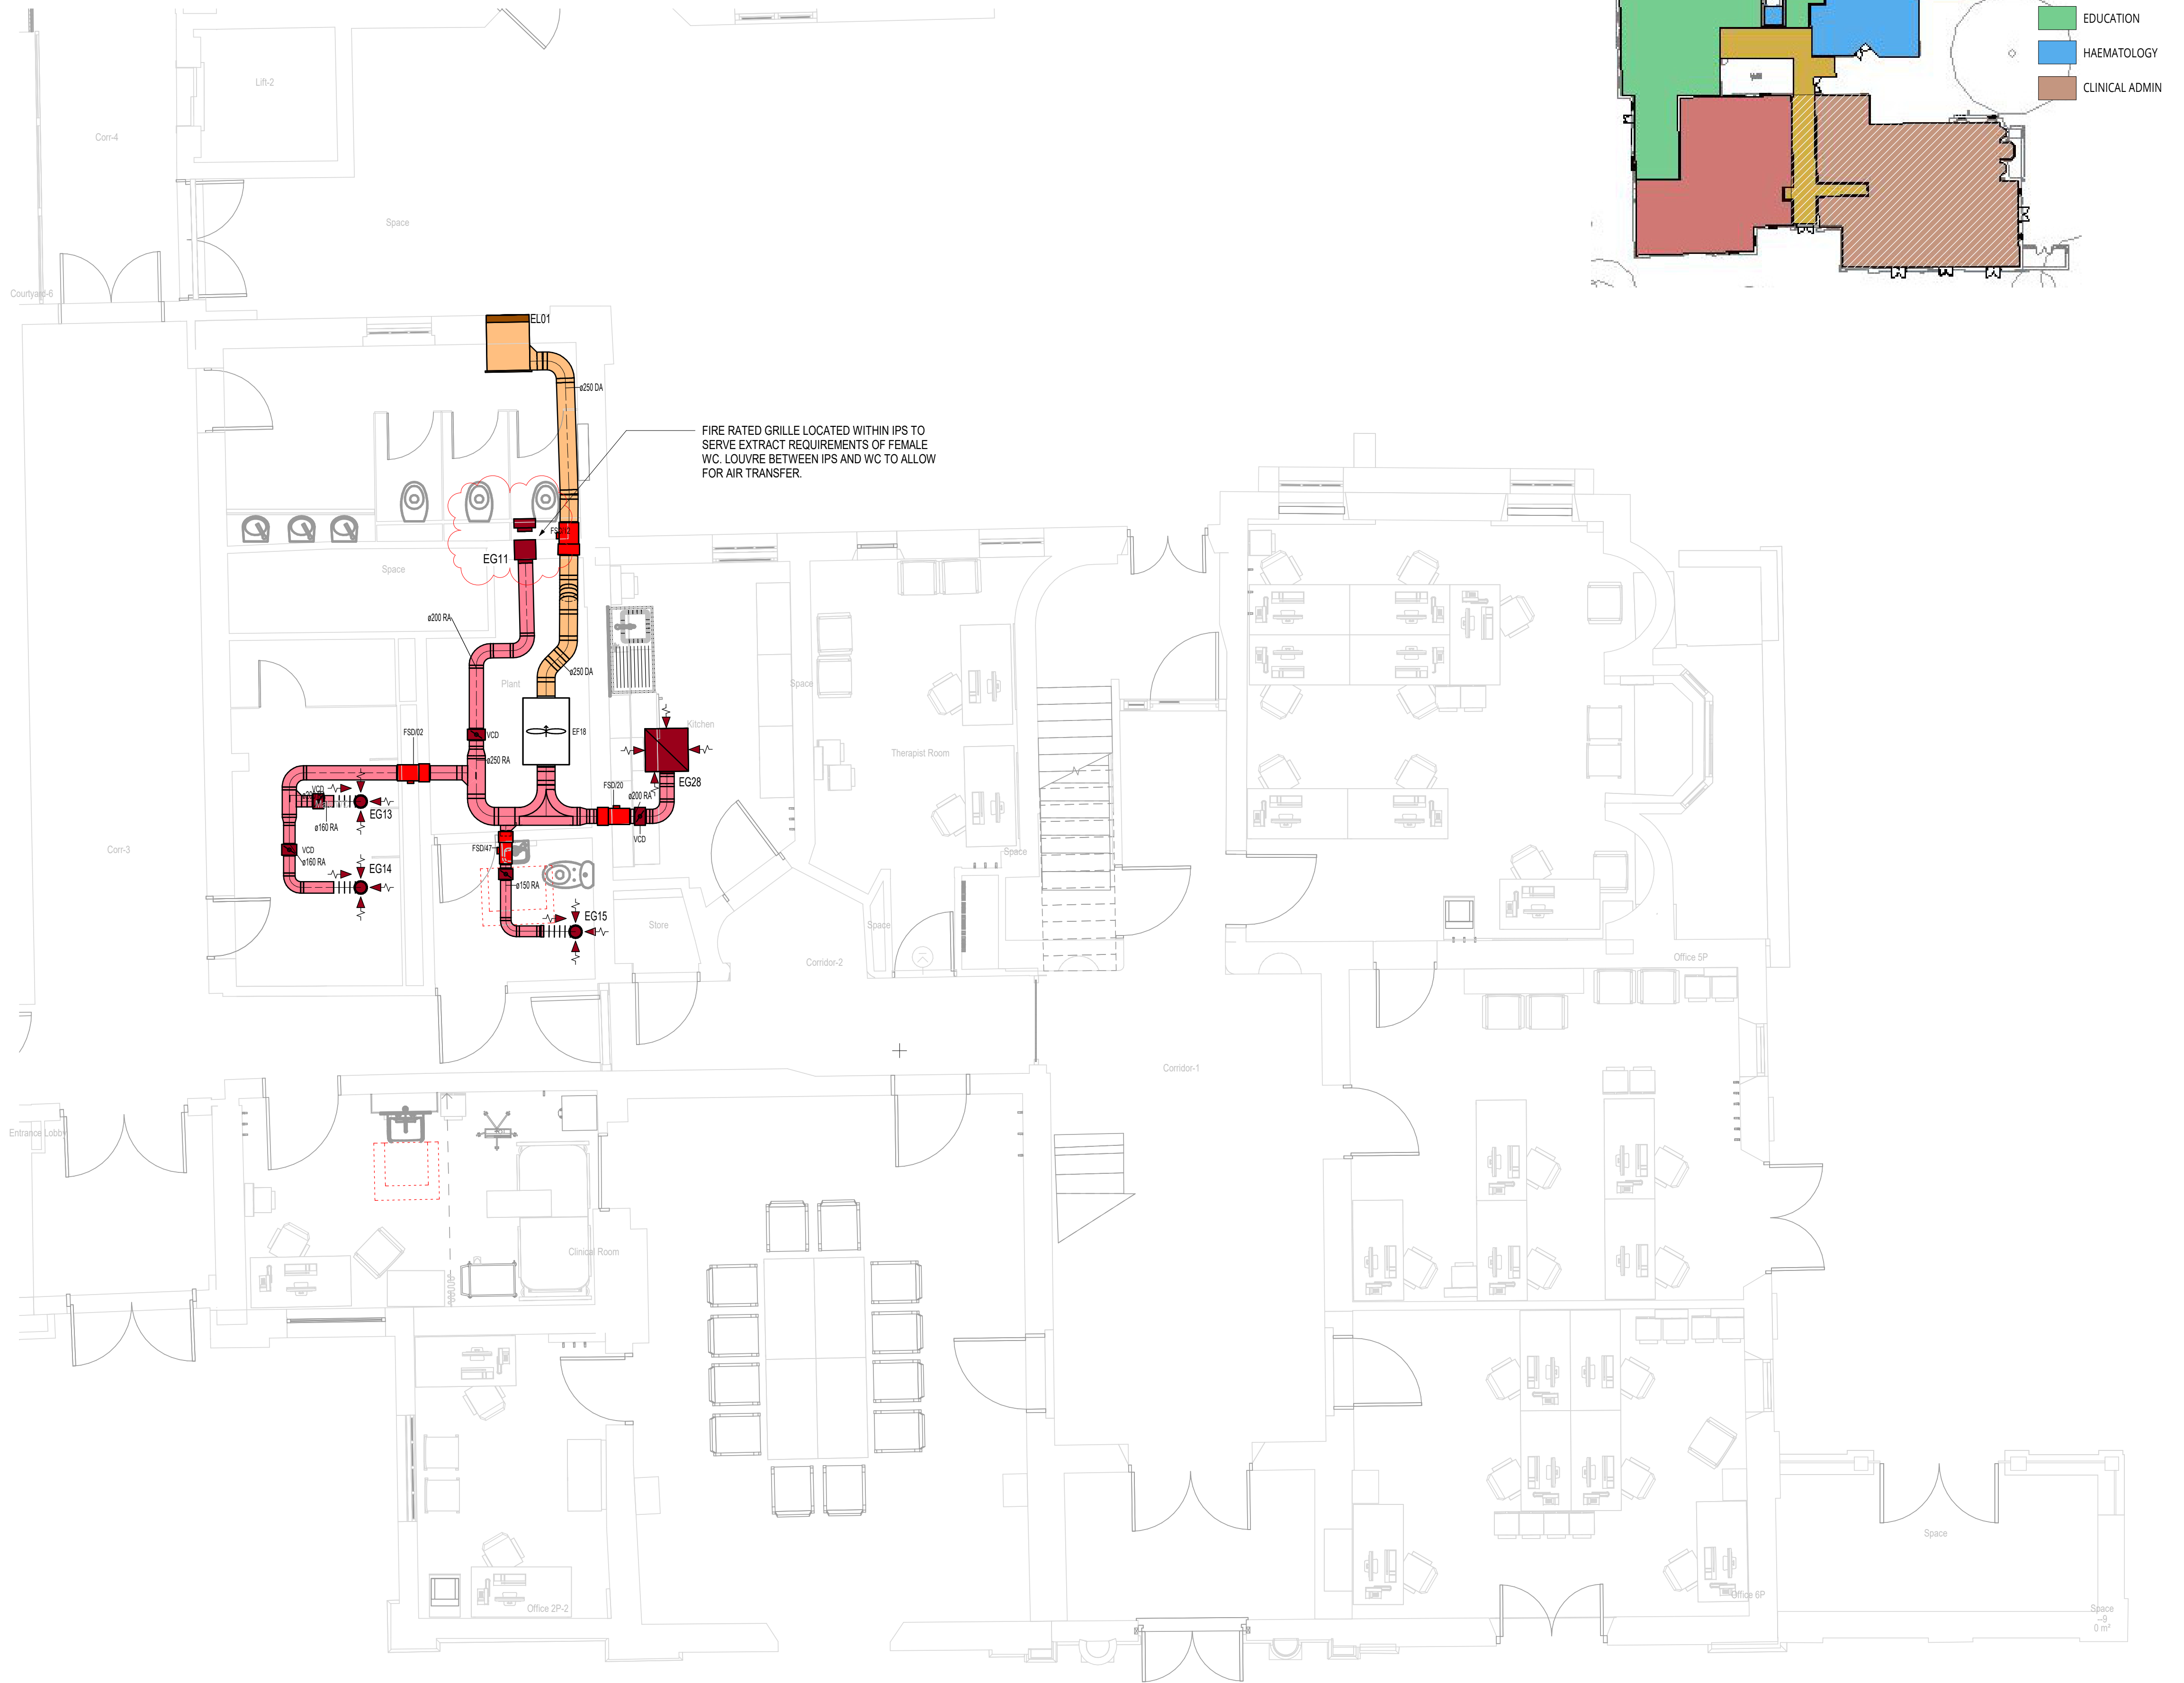 EDUCATION
HAEMATOLOGY
CLINICAL ADMIN
Lift-2
Corr-4
Space
Courtyard-6
EL01
ø250 DA
FIRE RATED GRILLE LOCATED WITHIN IPS TO
SERVE EXTRACT REQUIREMENTS OF FEMALE
WC. LOUVRE BETWEEN IPS AND WC TO ALLOW
FOR AIR TRANSFER.
EG11
Space
ø200 RA
ø250 DA
Plant
Space
Kitchen
FSD/02
VCD
EF18
Therapist Room
ø250 RA
EG28
FSD/20
VCD
ø200 RA
EG13
ø160 RA
VCD
Corr-3
VCD
FSD/47
Space
ø160 RA
EG14
ø150 RA
EG15
Store
Space
Corridor-2
Office 5P
Corridor-1
Entrance Lobby
Clinical Room
Space
Office 2P-2
Office 6P
Space
--9
0 m²